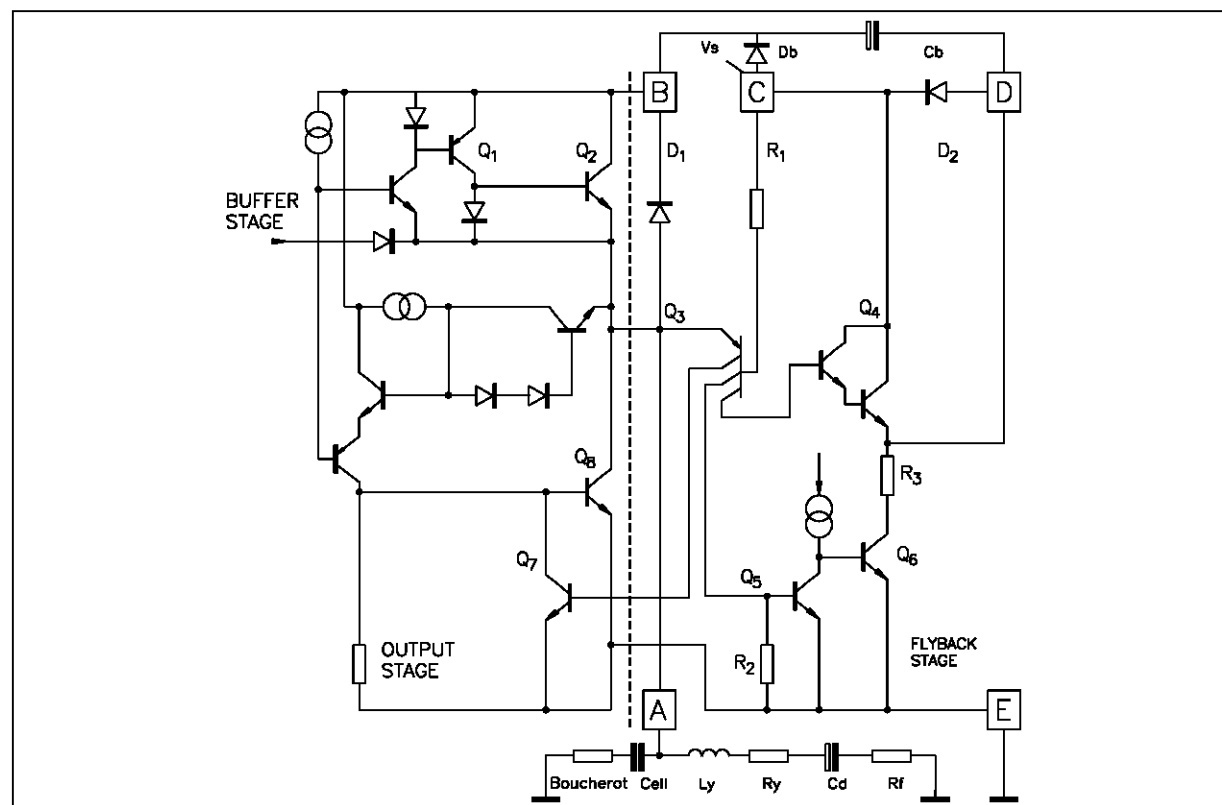 Vs
Db
Cb
B
C
D
Q1
Q2
D1
R1
D2
BUFFER
STAGE
Q3
Q4
Q8
R3
Q7
Q5
Q6
OUTPUT
STAGE
R2
FLYBACK
STAGE
A
E
Boucherot
Cell
Ly
Ry
Cd
Rf